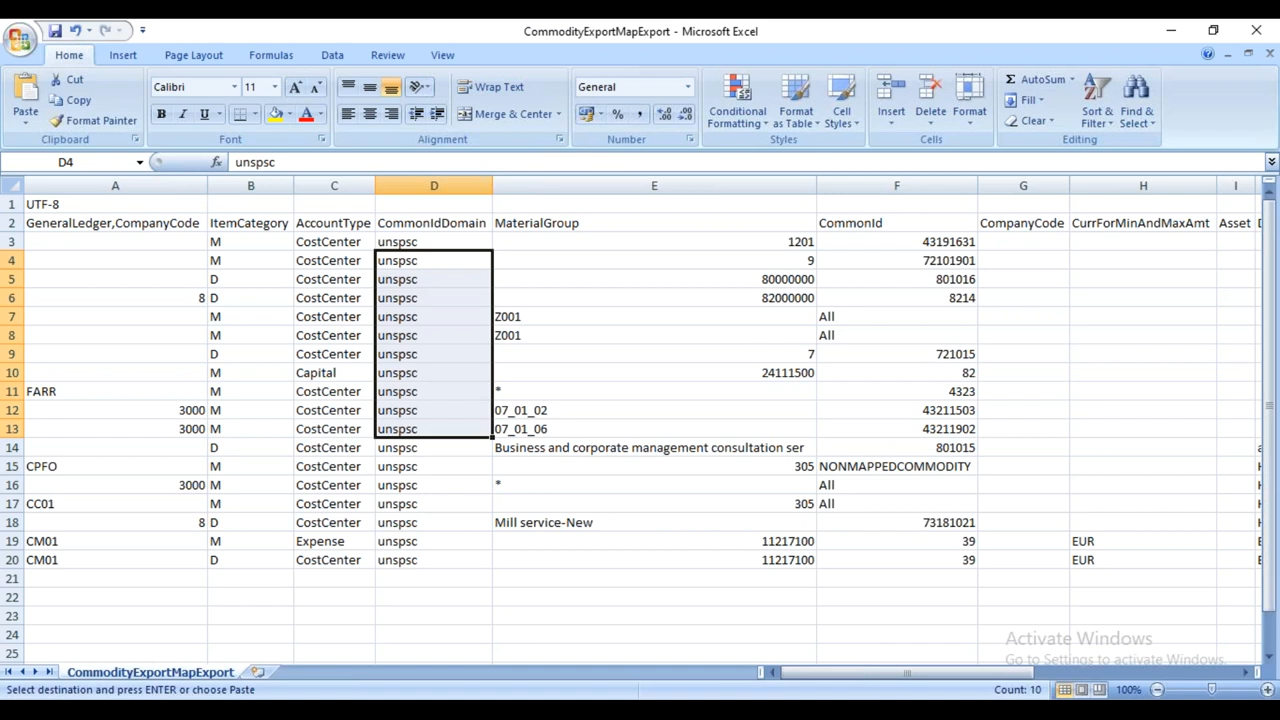 CommodityExportMapExport - Microsoft Excel
Home Insert Page Layout Formulas Data Review View
Paste
Cut
Copy
Format Painter
Clipboard
Calibri 11
B I U
Font
Wrap Text
Merge & Center
Alignment
General
% ,
Number
Conditional Formatting
Format as Table
Cell Styles
Styles
Insert Delete Format
Cells
AutoSum
Fill
Clear
Sort & Filter
Find & Select
Editing
D4 fx unspsc
A B C D E F G H I
1 UTF-8
2 GeneralLedger,CompanyCode ItemCategory AccountType CommonIdDomain MaterialGroup CommonId CompanyCode CurrForMinAndMaxAmt Asset D
3 M CostCenter unspsc 1201 43191631
4 M CostCenter unspsc 9 72101901
5 D CostCenter unspsc 80000000 801016
6 8 D CostCenter unspsc 82000000 8214
7 M CostCenter unspsc Z001 All
8 M CostCenter unspsc Z001 All
9 D CostCenter unspsc 7 721015
10 M Capital unspsc 24111500 82
11 FARR M CostCenter unspsc * 4323
12 3000 M CostCenter unspsc 07_01_02 43211503
13 3000 M CostCenter unspsc 07_01_06 43211902
14 D CostCenter unspsc Business and corporate management consultation ser 801015
15 CPFO M CostCenter unspsc 305 NONMAPPEDCOMMODITY
16 3000 M CostCenter unspsc * All
17 CC01 M CostCenter unspsc 305 All
18 8 D CostCenter unspsc Mill service-New 73181021
19 CM01 M Expense unspsc 11217100 39 EUR
20 CM01 D CostCenter unspsc 11217100 39 EUR
21
22
23
24
25
Activate Windows
Go to Settings to activate Windows.
CommodityExportMapExport
Select destination and press ENTER or choose Paste Count: 10 100%